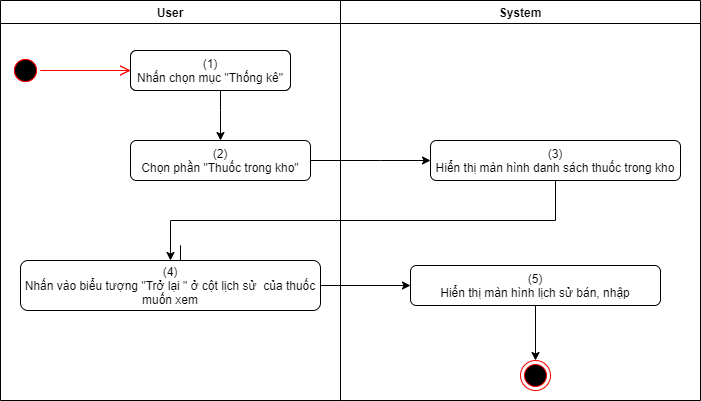 User
System
(1)
Nhấn chọn mục "Thống kê"
(2)
Chọn phần "Thuốc trong kho"
(3)
Hiển thị màn hình danh sách thuốc trong kho
(4)
Nhấn vào biểu tượng "Trở lại " ở cột lịch sử  của thuốc
muốn xem
(5)
Hiển thị màn hình lịch sử bán, nhập